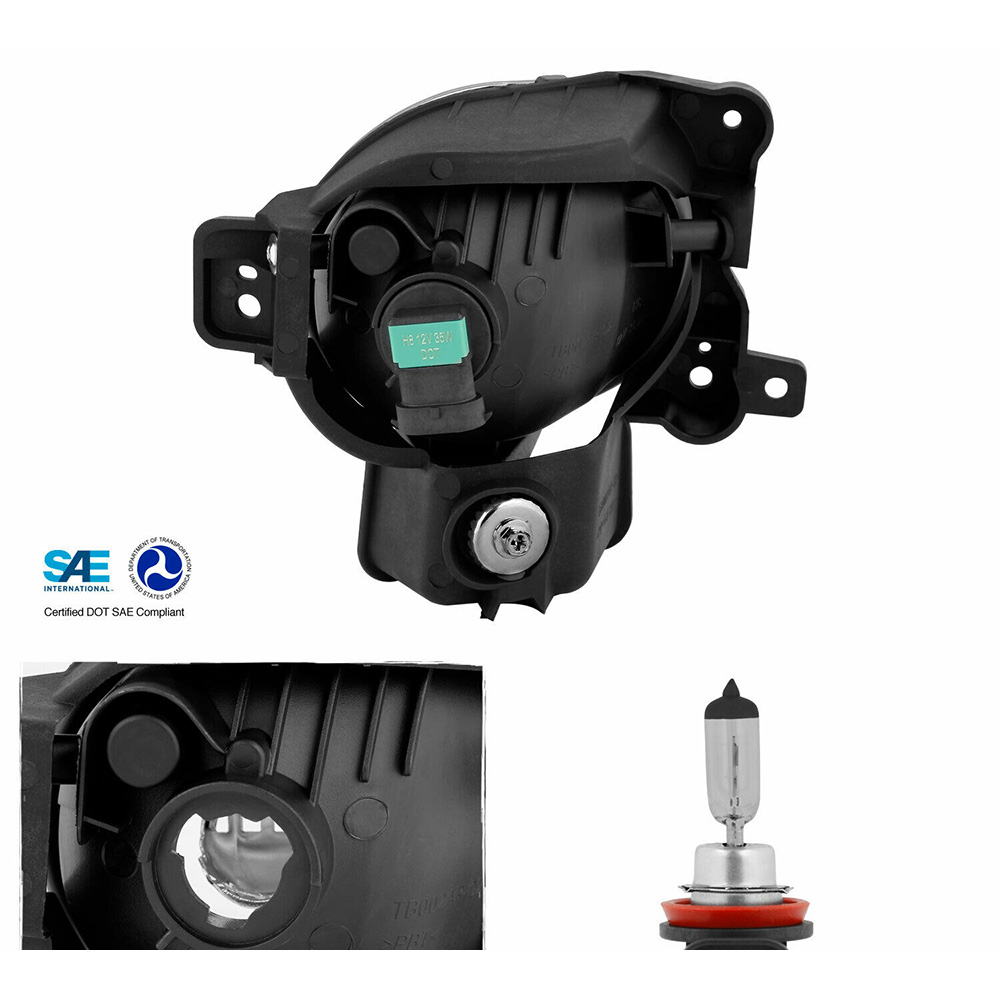 H8 12V 35W
DOT
SAE
INTERNATIONAL
DEPARTMENT OF TRANSPORTATION
UNITED STATES OF AMERICA
Certified DOT SAE Compliant